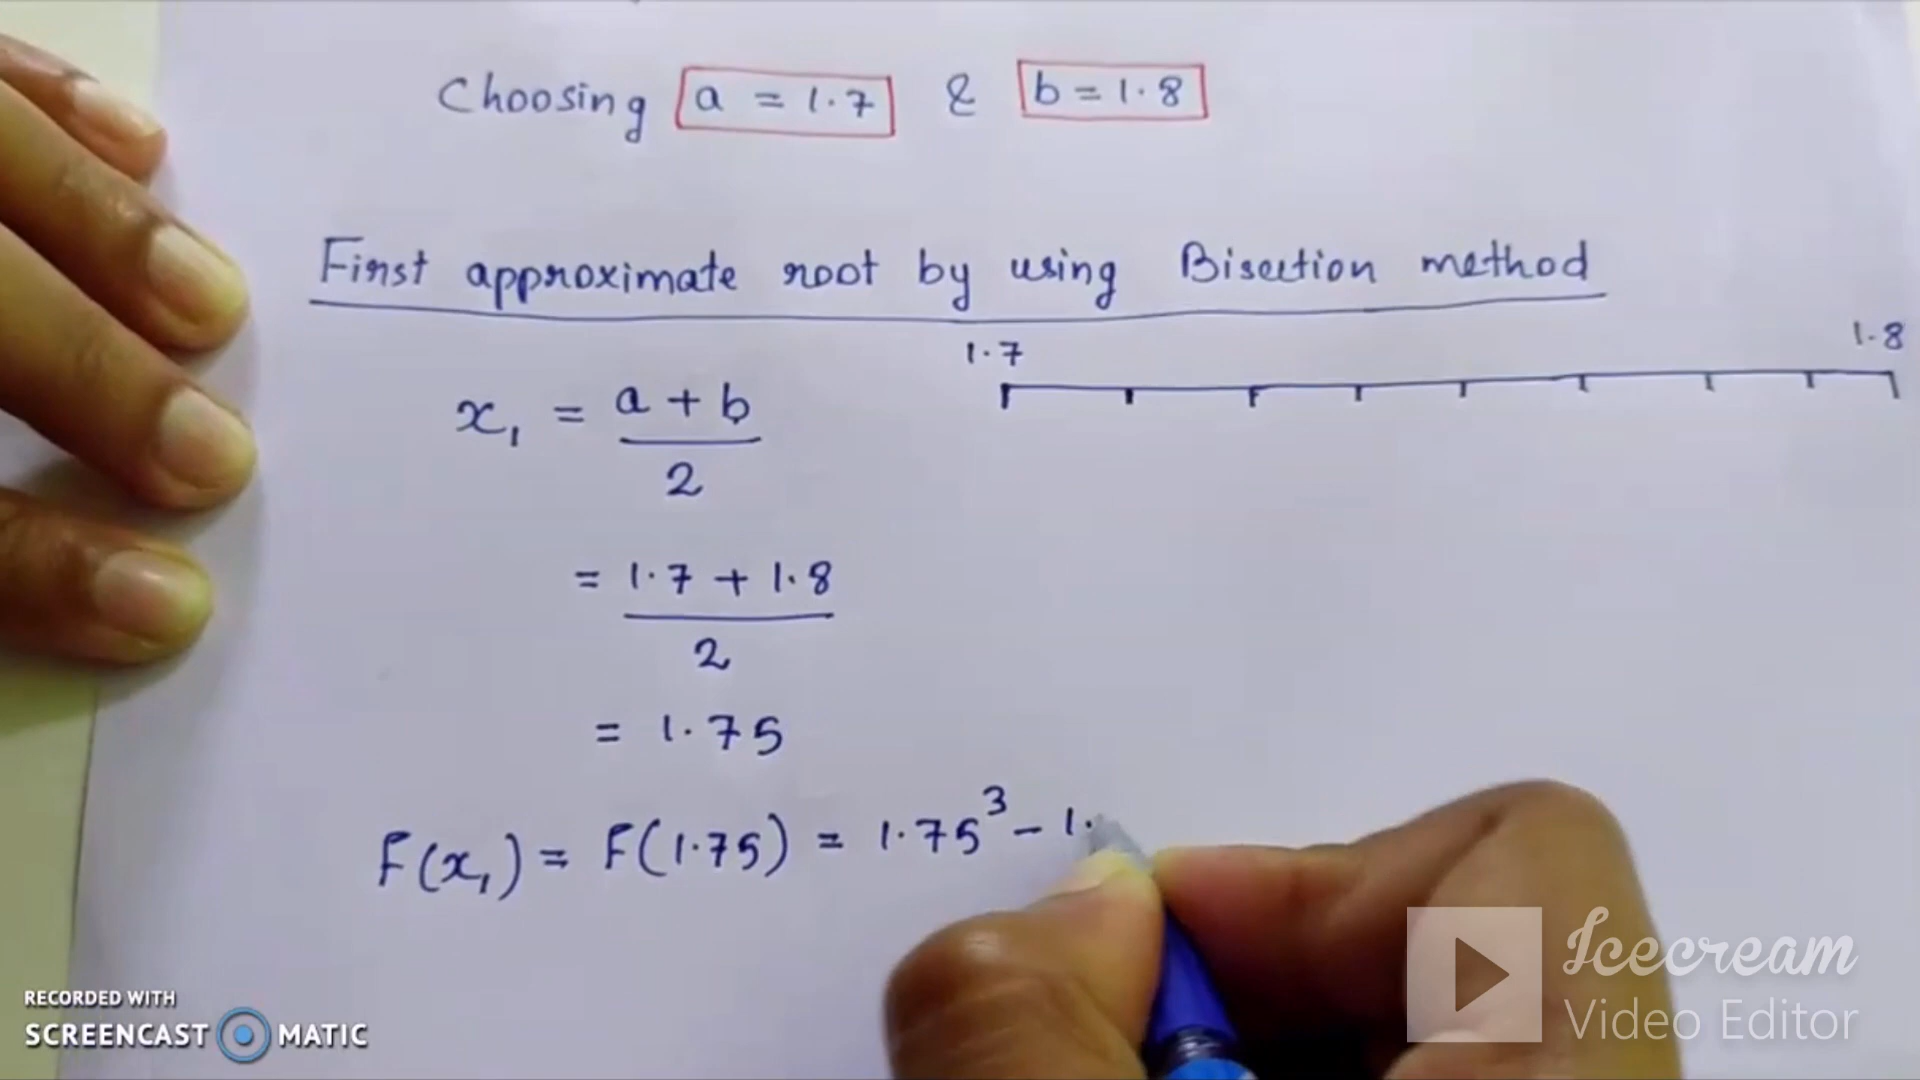 Choosing a = 1.7 & b = 1.8
First approximate root by using Bisection method
1.7 1.8
x₁ = a + b
2
= 1.7 + 1.8
2
= 1.75
F(x₁) = F(1.75) = 1.75³ - 1.
RECORDED WITH
SCREENCAST MATIC
Icecream
Video Editor